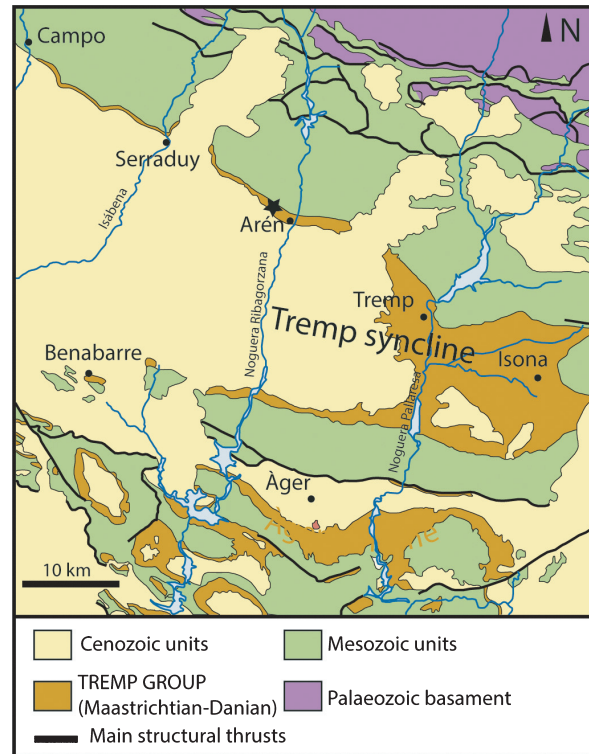 N
Campo
Serraduy
Isábena
Arén
Noguera Ribagorzana
Tremp
Tremp syncline
Isona
Benabarre
Noguera Pallaresa
Àger
10 km
Cenozoic units
Mesozoic units
TREMP GROUP
(Maastrichtian-Danian)
Palaeozoic basament
Main structural thrusts